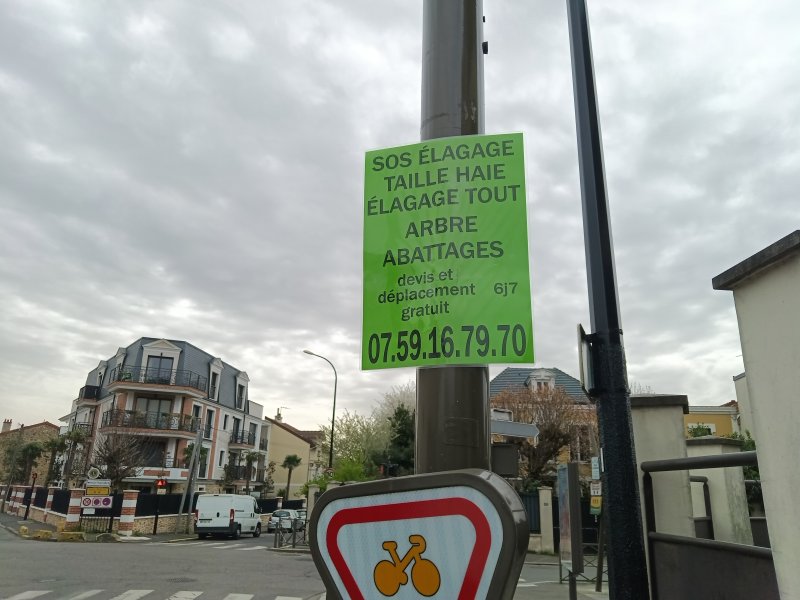 SOS ÉLAGAGE
TAILLE HAIE
ÉLAGAGE TOUT
ARBRE
ABATTAGES
devis et
déplacement 6j7
gratuit
07.59.16.79.70